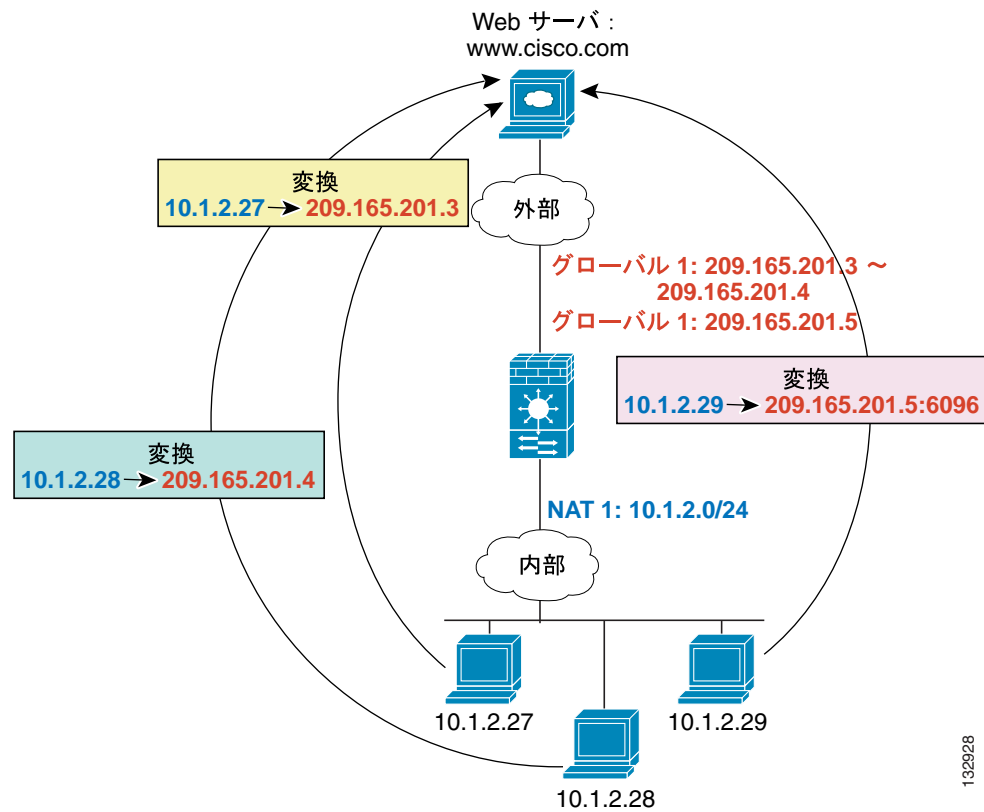 Web サーバ：
www.cisco.com
変換
10.1.2.27 209.165.201.3
外部
グローバル 1: 209.165.201.3 ～
209.165.201.4
グローバル 1: 209.165.201.5
変換
10.1.2.29 209.165.201.5:6096
変換
10.1.2.28 209.165.201.4
NAT 1: 10.1.2.0/24
内部
10.1.2.27
10.1.2.29
10.1.2.28
132928